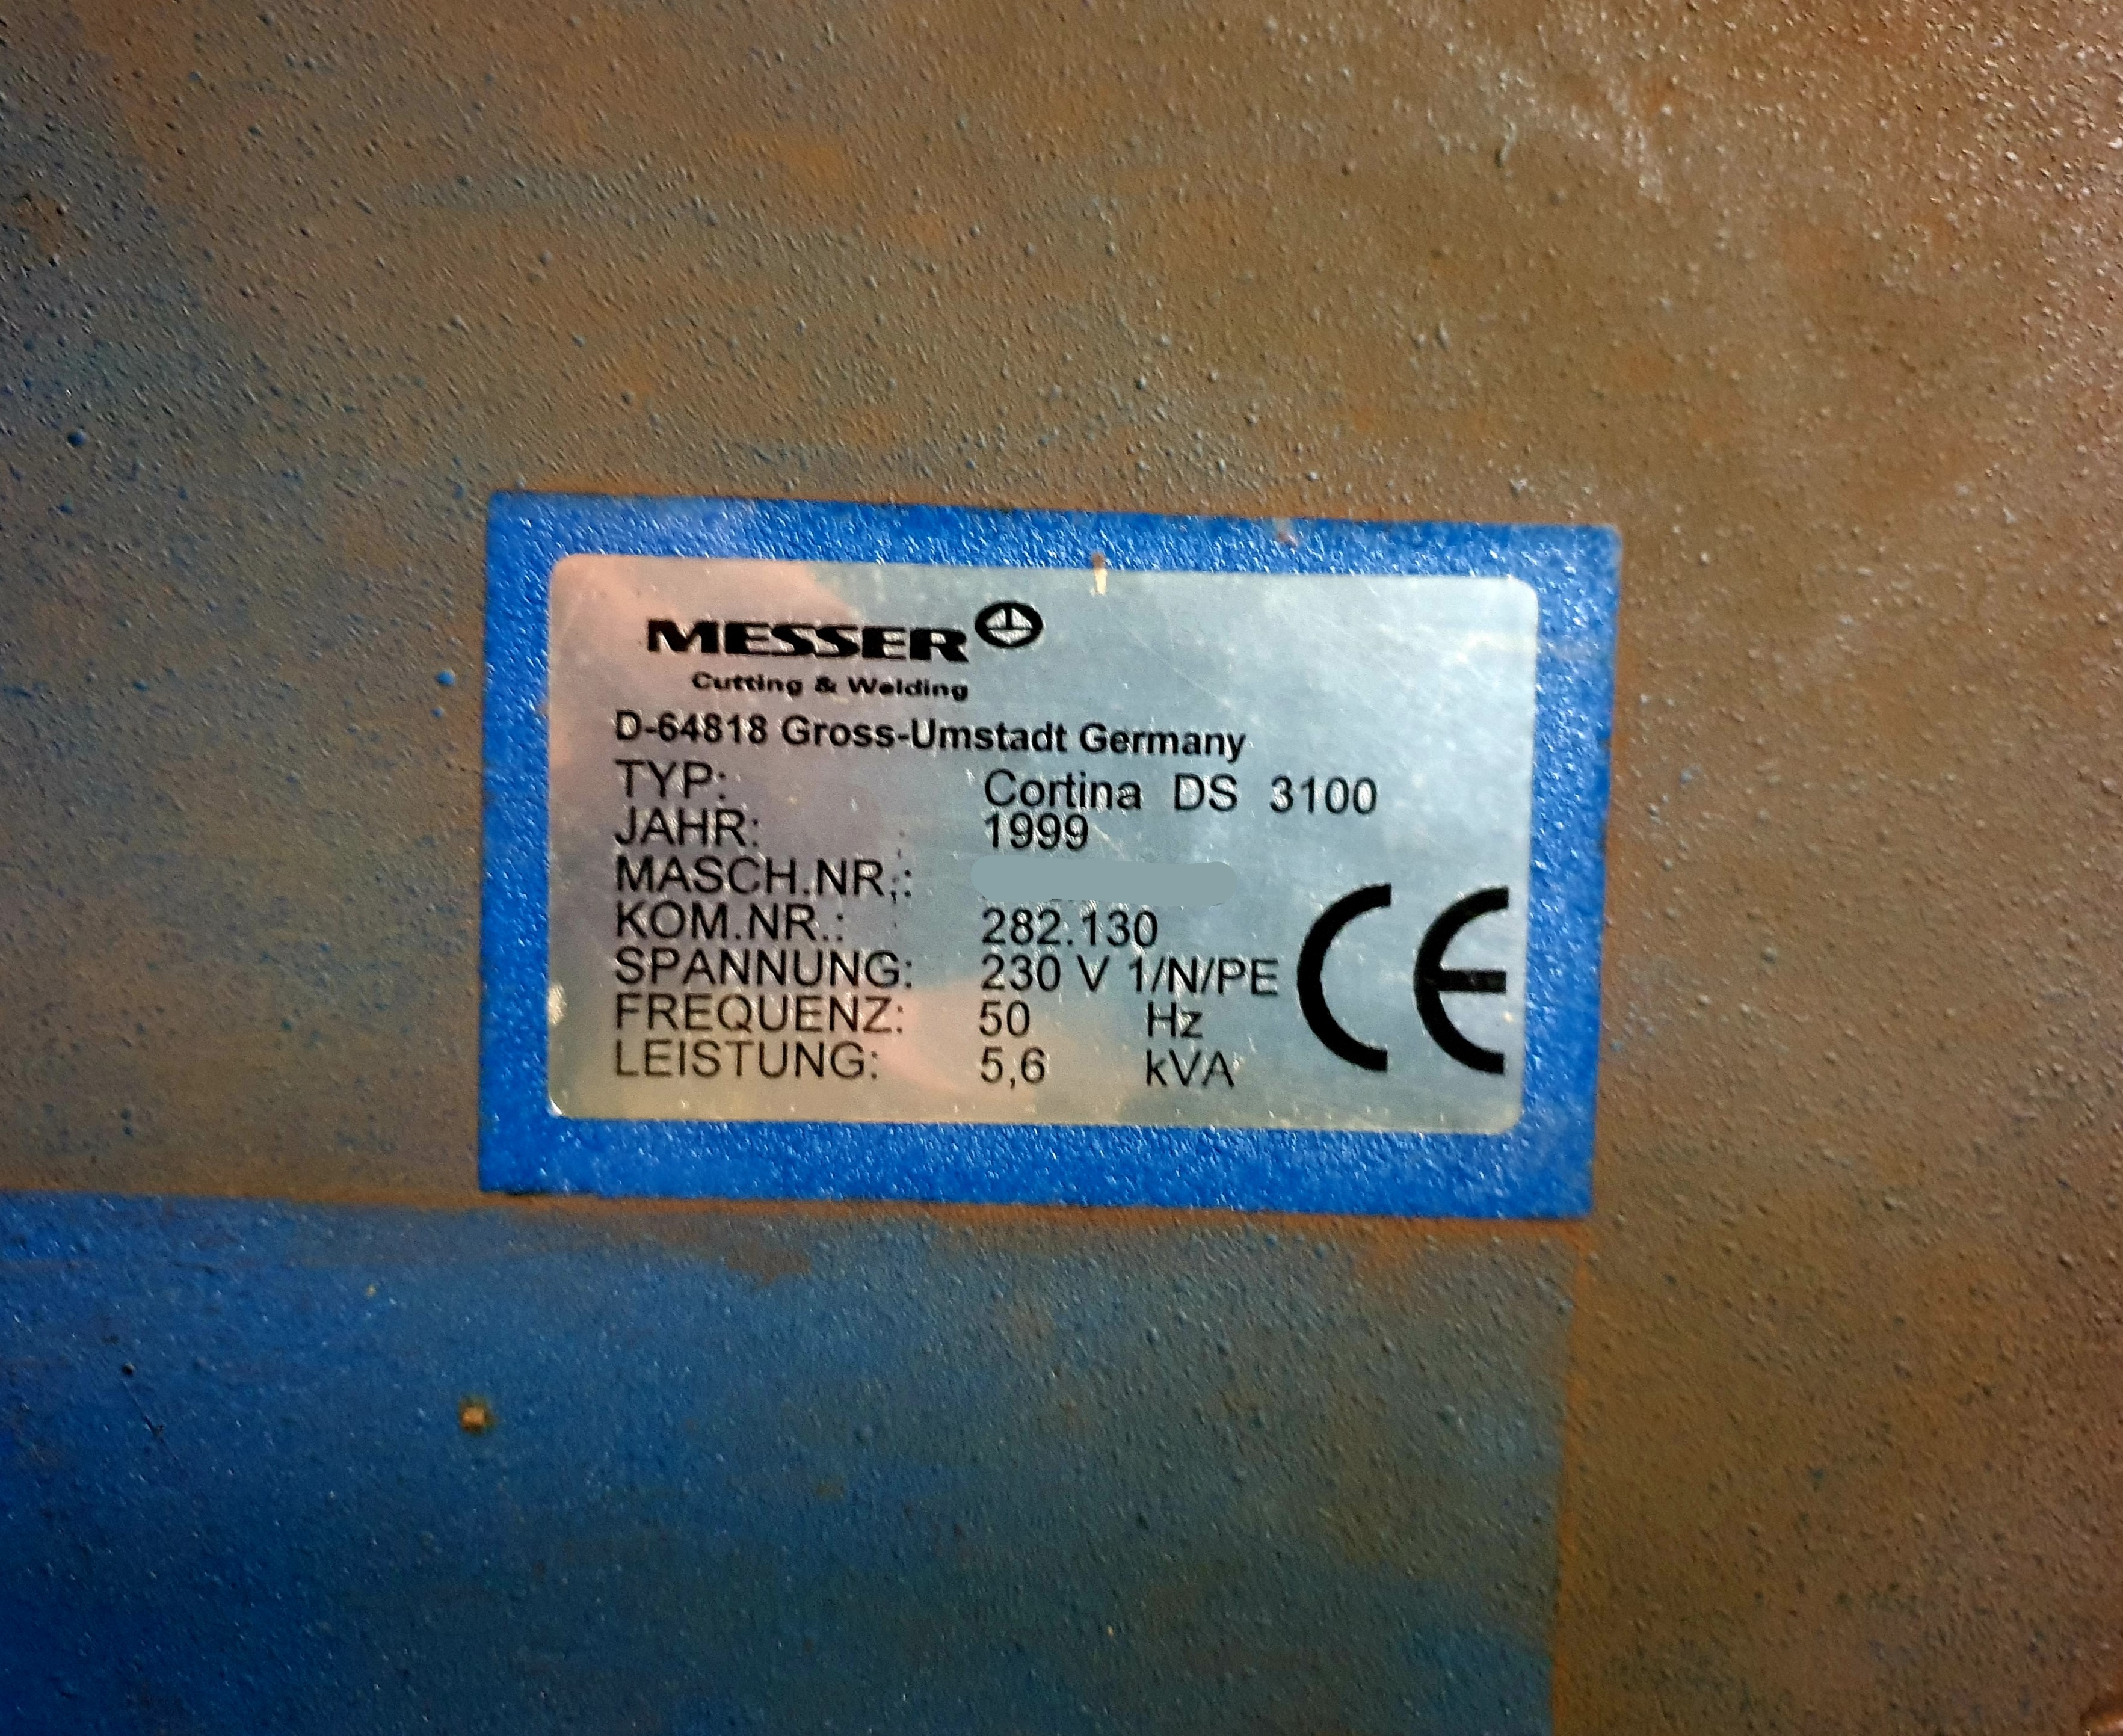 MESSER
Cutting & Welding
D-64818 Gross-Umstadt Germany
TYP: Cortina DS 3100
JAHR: 1999
MASCH.NR.:
KOM.NR.: 282.130
SPANNUNG: 230 V 1/N/PE
FREQUENZ: 50 Hz
LEISTUNG: 5,6 kVA
CE